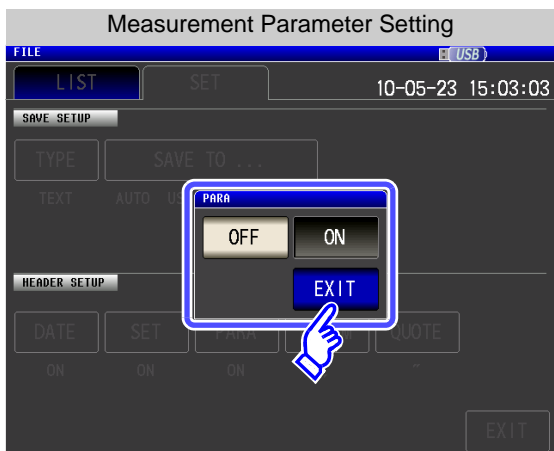 Measurement Parameter Setting
FILE USB
LIST SET 10-05-23 15:03:03
SAVE SETUP
TYPE SAVE TO ...
TEXT AUTO
PARA
OFF ON
EXIT
HEADER SETUP
DATE SET PARA QUOTE
ON ON ON ~
EXIT